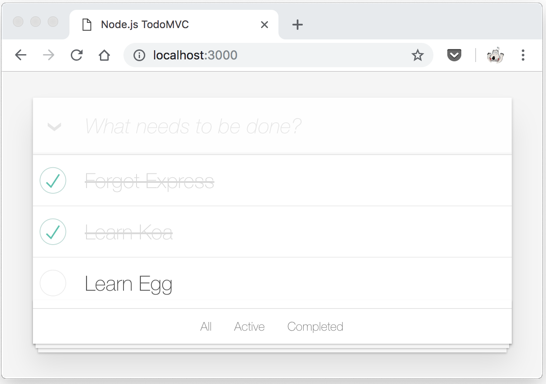 Node.js TodoMVC
localhost:3000
What needs to be done?
Forgot Express
Learn Koa
Learn Egg
All Active Completed